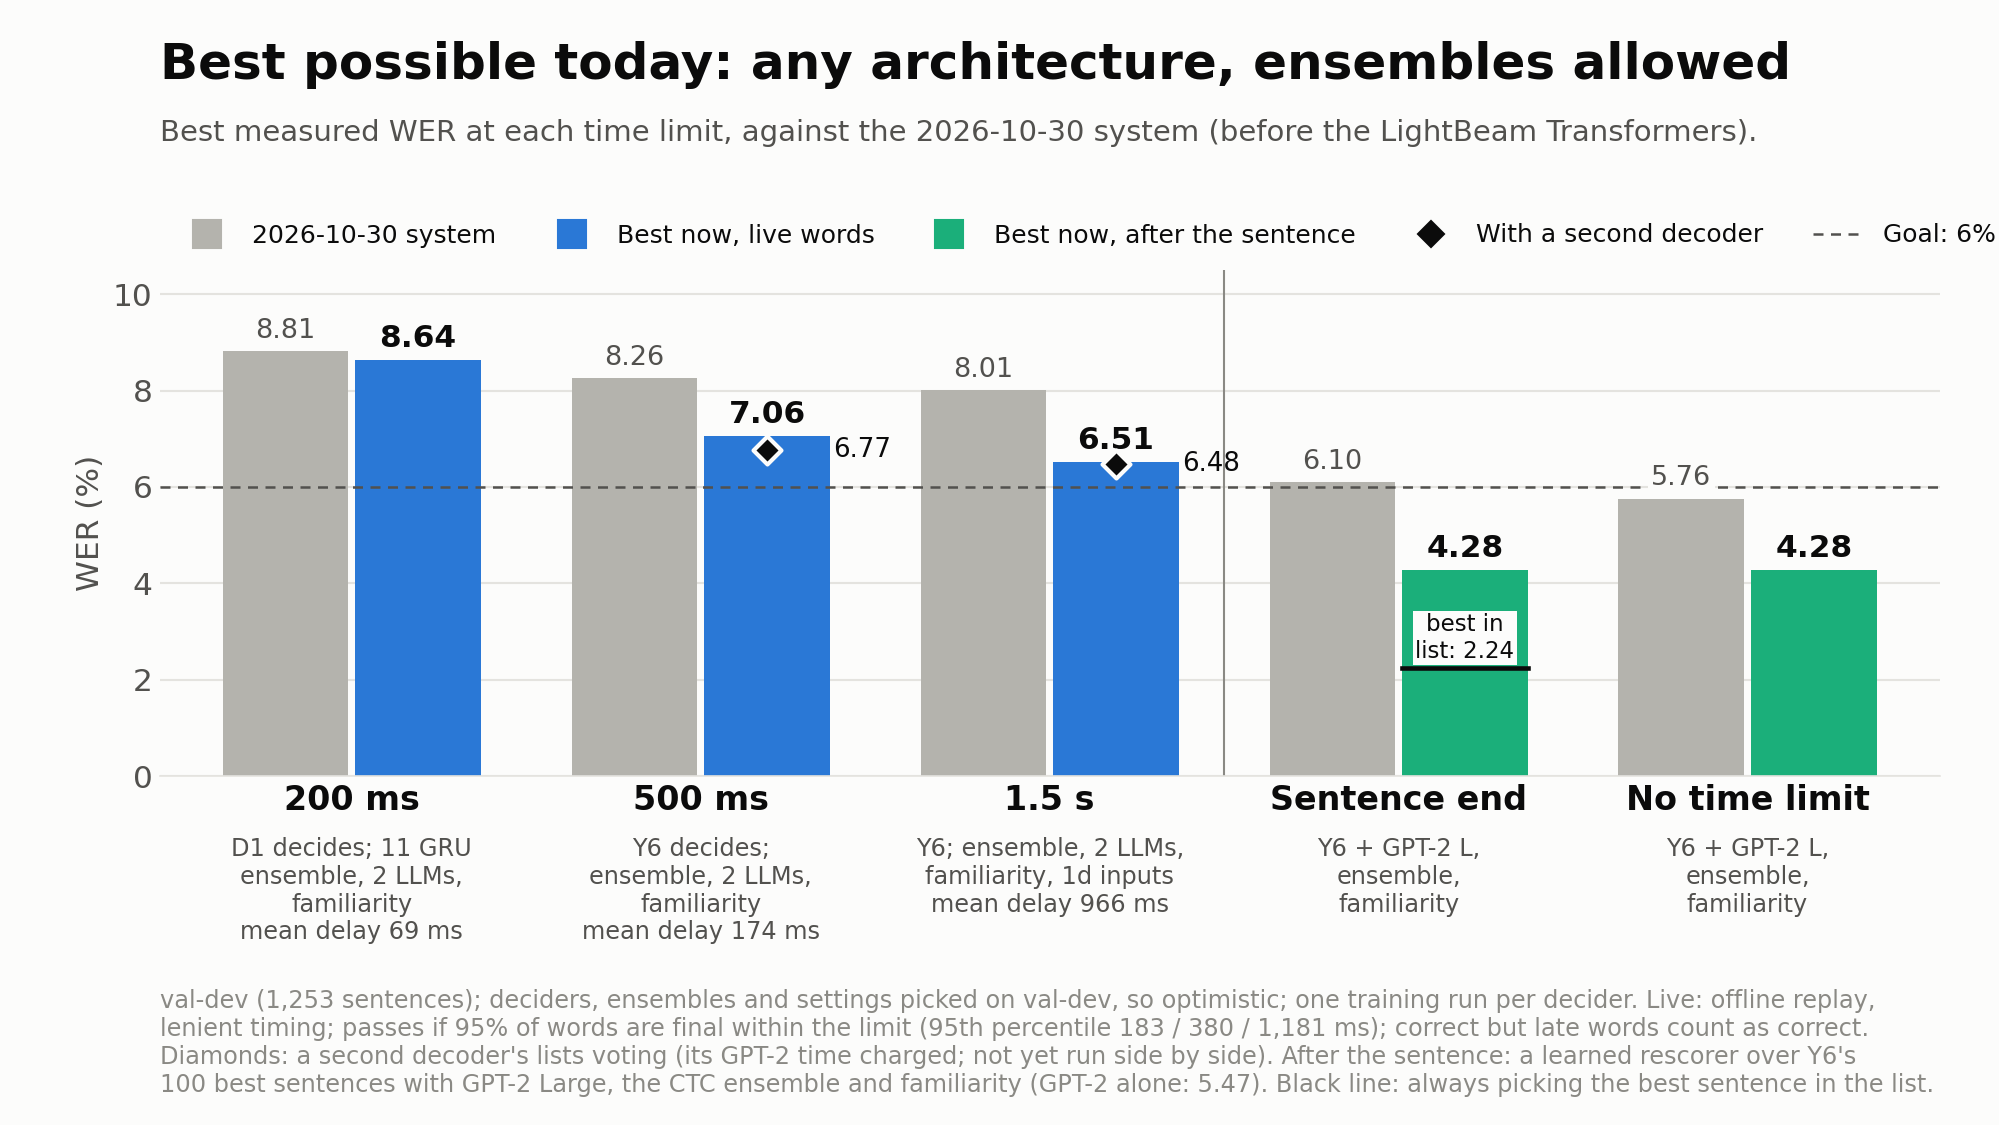 Best possible today: any architecture, ensembles allowed
Best measured WER at each time limit, against the 2026-10-30 system (before the LightBeam Transformers).
2026-10-30 system
Best now, live words
Best now, after the sentence
With a second decoder
Goal: 6%
WER (%)
10
8
6
4
2
0
8.81
8.64
8.26
7.06
6.77
8.01
6.51
6.48
6.10
4.28
best in
list: 2.24
5.76
4.28
200 ms
D1 decides; 11 GRU
ensemble, 2 LLMs,
familiarity
mean delay 69 ms
500 ms
Y6 decides;
ensemble, 2 LLMs,
familiarity
mean delay 174 ms
1.5 s
Y6; ensemble, 2 LLMs,
familiarity, 1d inputs
mean delay 966 ms
Sentence end
Y6 + GPT-2 L,
ensemble,
familiarity
No time limit
Y6 + GPT-2 L,
ensemble,
familiarity
val-dev (1,253 sentences); deciders, ensembles and settings picked on val-dev, so optimistic; one training run per decider. Live: offline replay,
lenient timing; passes if 95% of words are final within the limit (95th percentile 183 / 380 / 1,181 ms); correct but late words count as correct.
Diamonds: a second decoder's lists voting (its GPT-2 time charged; not yet run side by side). After the sentence: a learned rescorer over Y6's
100 best sentences with GPT-2 Large, the CTC ensemble and familiarity (GPT-2 alone: 5.47). Black line: always picking the best sentence in the list.